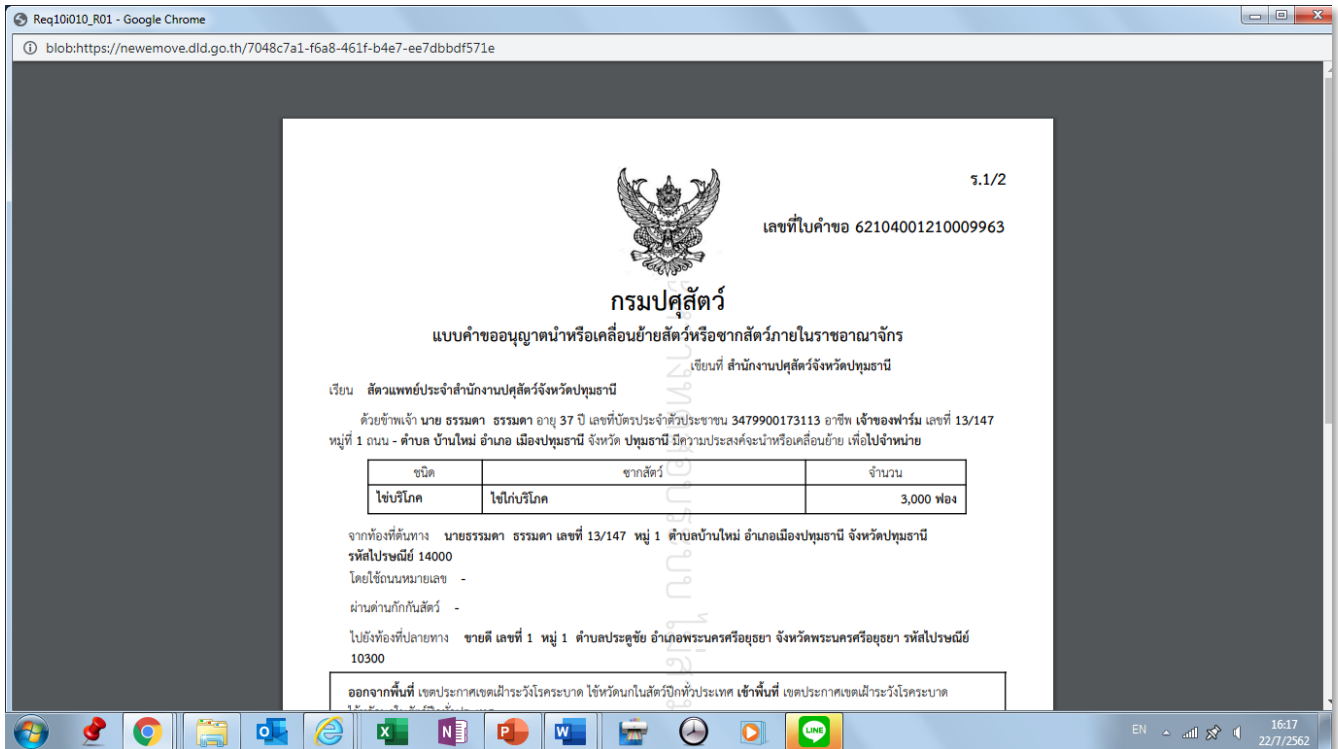 Req10i010_R01 - Google Chrome
blob:https://newemove.dld.go.th/7048c7a1-f6a8-461f-b4e7-ee7dbbdf571e
ร.1/2
เลขที่ใบคำขอ 62104001210009963
กรมปศุสัตว์
แบบคำขออนุญาตนำหรือเคลื่อนย้ายสัตว์หรือซากสัตว์ภายในราชอาณาจักร
เขียนที่ สำนักงานปศุสัตว์จังหวัดปทุมธานี
เรียน สัตวแพทย์ประจำสำนักงานปศุสัตว์จังหวัดปทุมธานี
ด้วยข้าพเจ้า นาย ธรรมดา ธรรมดา อายุ 37 ปี เลขที่บัตรประจำตัวประชาชน 3479900173113 อาชีพ เจ้าของฟาร์ม เลขที่ 13/147
หมู่ที่ 1 ถนน - ตำบล บ้านใหม่ อำเภอ เมืองปทุมธานี จังหวัด ปทุมธานี มีความประสงค์จะนำหรือเคลื่อนย้าย เพื่อไปจำหน่าย
ชนิด ซากสัตว์ จำนวน
ไข่บริโภค ไข่ไก่บริโภค 3,000 ฟอง
จากท้องที่ต้นทาง นายธรรมดา ธรรมดา เลขที่ 13/147 หมู่ 1 ตำบลบ้านใหม่ อำเภอเมืองปทุมธานี จังหวัดปทุมธานี
รหัสไปรษณีย์ 14000
โดยใช้ถนนหมายเลข -
ผ่านด่านกักกันสัตว์ -
ไปยังท้องที่ปลายทาง ขายดี เลขที่ 1 หมู่ 1 ตำบลประตูชัย อำเภอพระนครศรีอยุธยา จังหวัดพระนครศรีอยุธยา รหัสไปรษณีย์
10300
ออกจากพื้นที่ เขตประกาศเขตเฝ้าระวังโรคระบาด ไข้หวัดนกในสัตว์ปีกทั่วประเทศ เข้าพื้นที่ เขตประกาศเขตเฝ้าระวังโรคระบาด
LINE
EN
16:17
22/7/2562